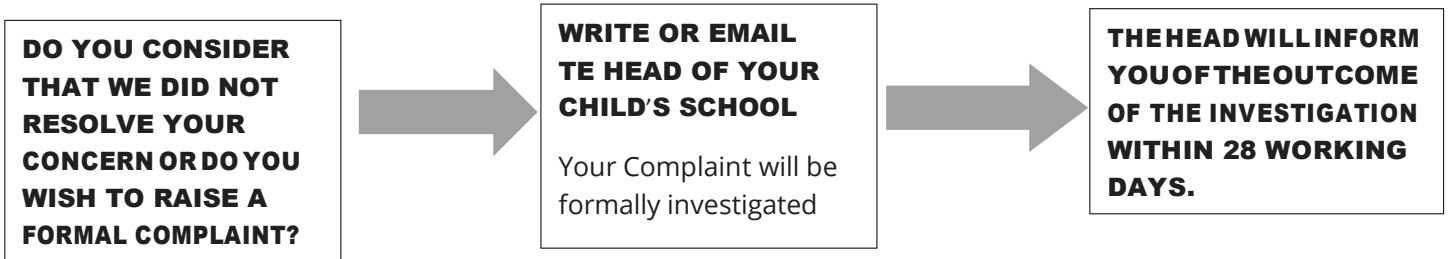 DO YOU CONSIDER
THAT WE DID NOT
RESOLVE YOUR
CONCERN OR DO YOU
WISH TO RAISE A
FORMAL COMPLAINT?
WRITE OR EMAIL
TE HEAD OF YOUR
CHILD’S SCHOOL
Your Complaint will be
formally investigated
THE HEAD WILL INFORM
YOU OF THE OUTCOME
OF THE INVESTIGATION
WITHIN 28 WORKING
DAYS.